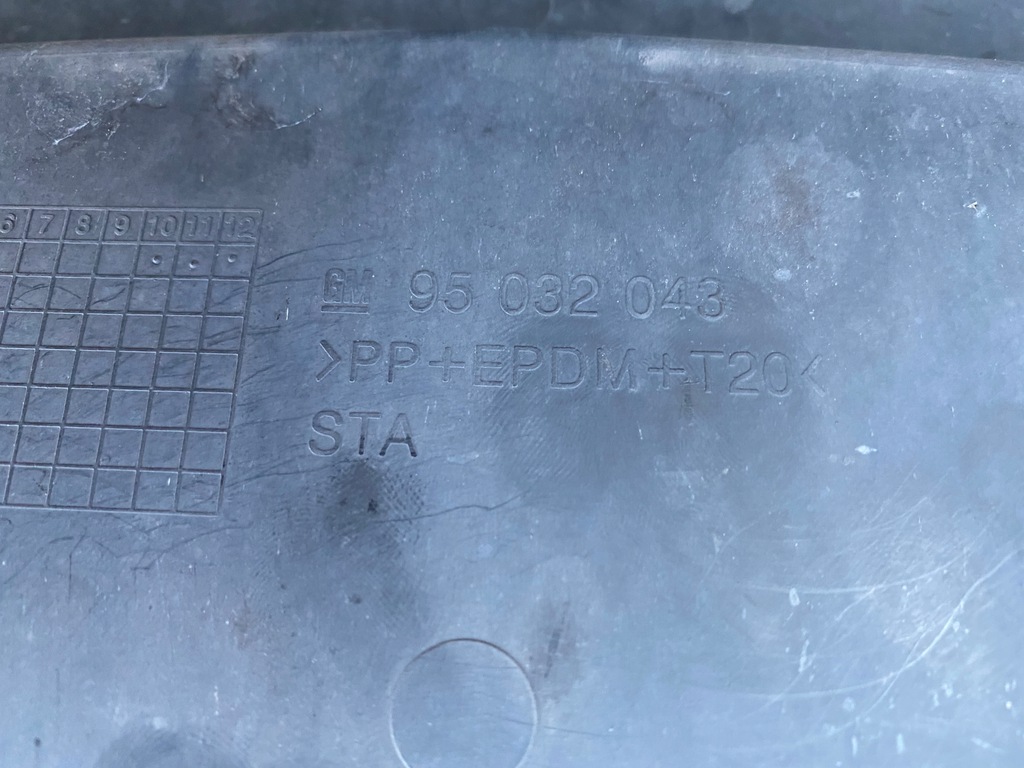 6 7 8 9 10 11 12
GM 95 032 043
>PP+EPDM+T20<
STA